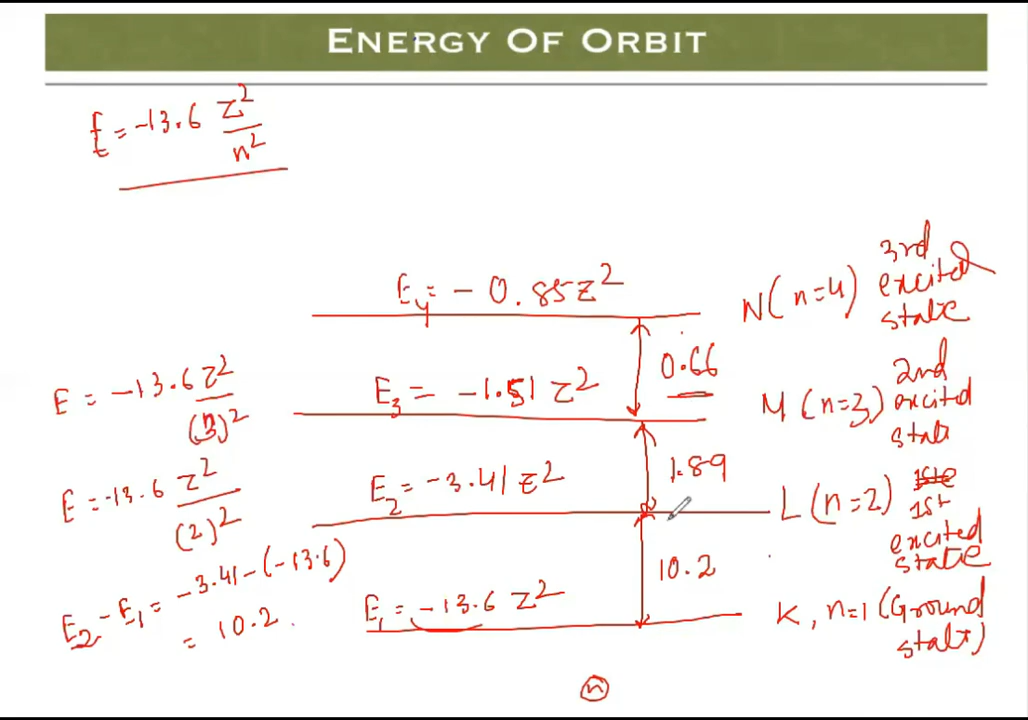 ENERGY OF ORBIT
E = -13.6 Z²/n²
E₄ = -0.85Z²
N (n=4) 3rd
excited
state
0.66
E = -13.6 Z²/(3)²
E₃ = -1.51 Z²
M (n=3) 2nd
excited
stat
1.89
E = -13.6 Z²/(2)²
E₂ = -3.41 Z²
L (n=2)
1st
excited
state
10.2
E₂ - E₁ = -3.41 - (-13.6)
= 10.2.
E₁ = -13.6 Z²
K, n=1 (Ground
state)
n